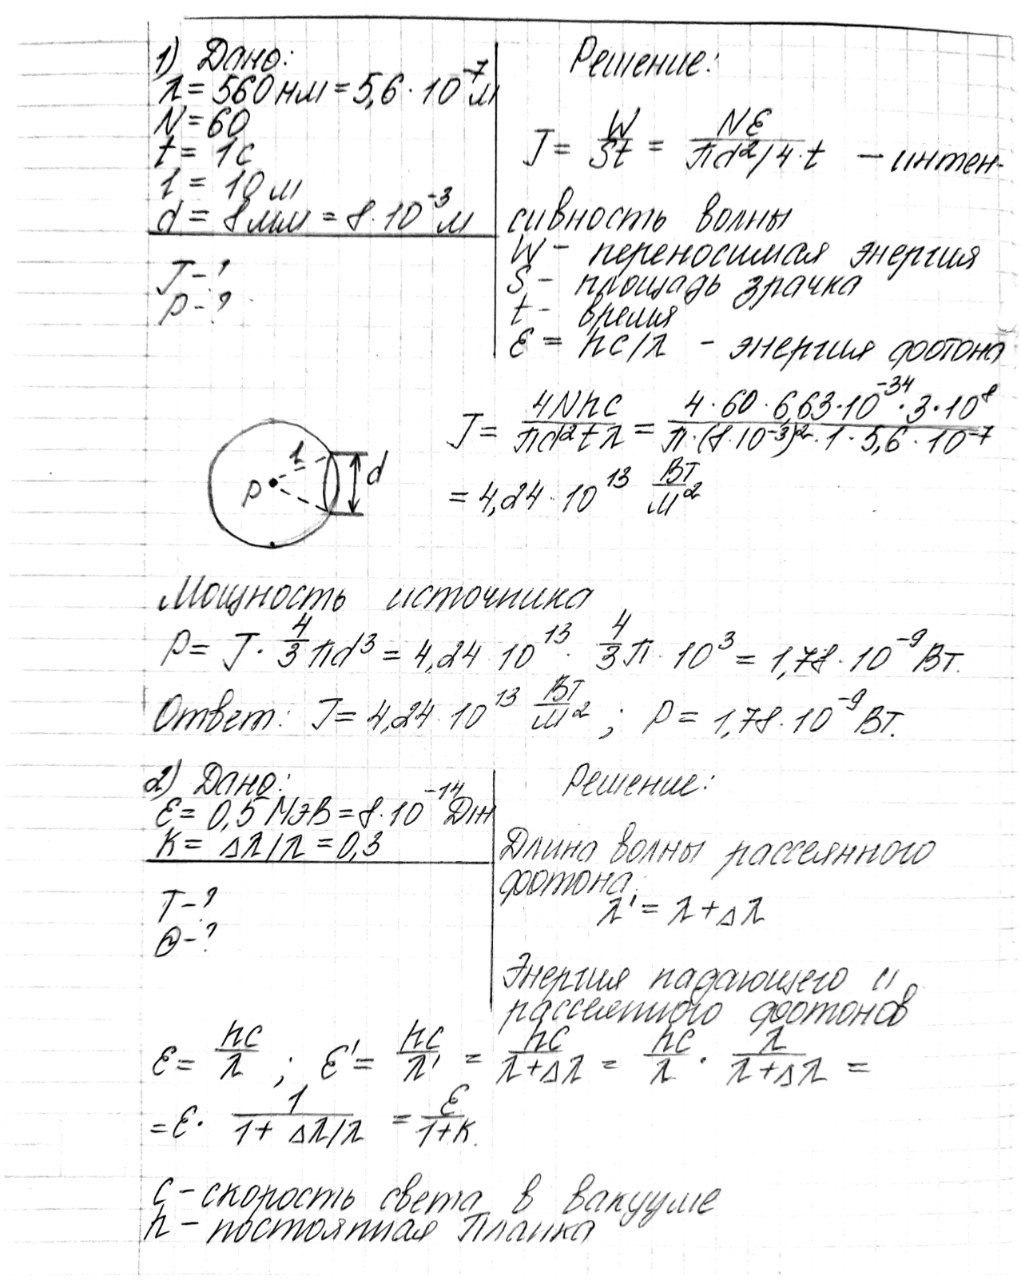 1) Дано:
λ = 560 нм = 5,6 · 10⁻⁷ м
N = 60
t = 1 с
l = 10 м
d = 8 мм = 8 · 10⁻³ м
J - ?
P - ?
Решение:
J = W/St = Nε/(πd²/4 · t) – интен-
сивность волны
W – переносимая энергия
S – площадь зрачка
t – время
ε = hc/λ – энергия фотона
J = 4Nhc/(πd²tλ) = (4 · 60 · 6,63 · 10⁻³⁴ · 3 · 10⁸)/(π · (8 · 10⁻³)² · 1 · 5,6 · 10⁻⁷)
= 4,24 · 10¹³ Вт/м²
P l d
Мощность источника
P = J · 4/3 πd³ = 4,24 · 10¹³ · 4/3 π · 10³ = 1,78 · 10⁻⁹ Вт.
Ответ: J = 4,24 · 10¹³ Вт/м² ; P = 1,78 · 10⁻⁹ Вт.
2) Дано:
ε = 0,5 МэВ = 8 · 10⁻¹⁴ Дж
K = Δλ/λ = 0,3
T - ?
Θ - ?
Решение:
Длина волны рассеянного
фотона:
λ' = λ + Δλ
Энергия падающего и
рассеянного фотонов
ε = hc/λ ; ε' = hc/λ' = hc/(λ + Δλ) = hc/λ · λ/(λ + Δλ) =
= ε · 1/(1 + Δλ/λ) = ε/(1 + K).
c – скорость света в вакууме
h – постоянная Планка